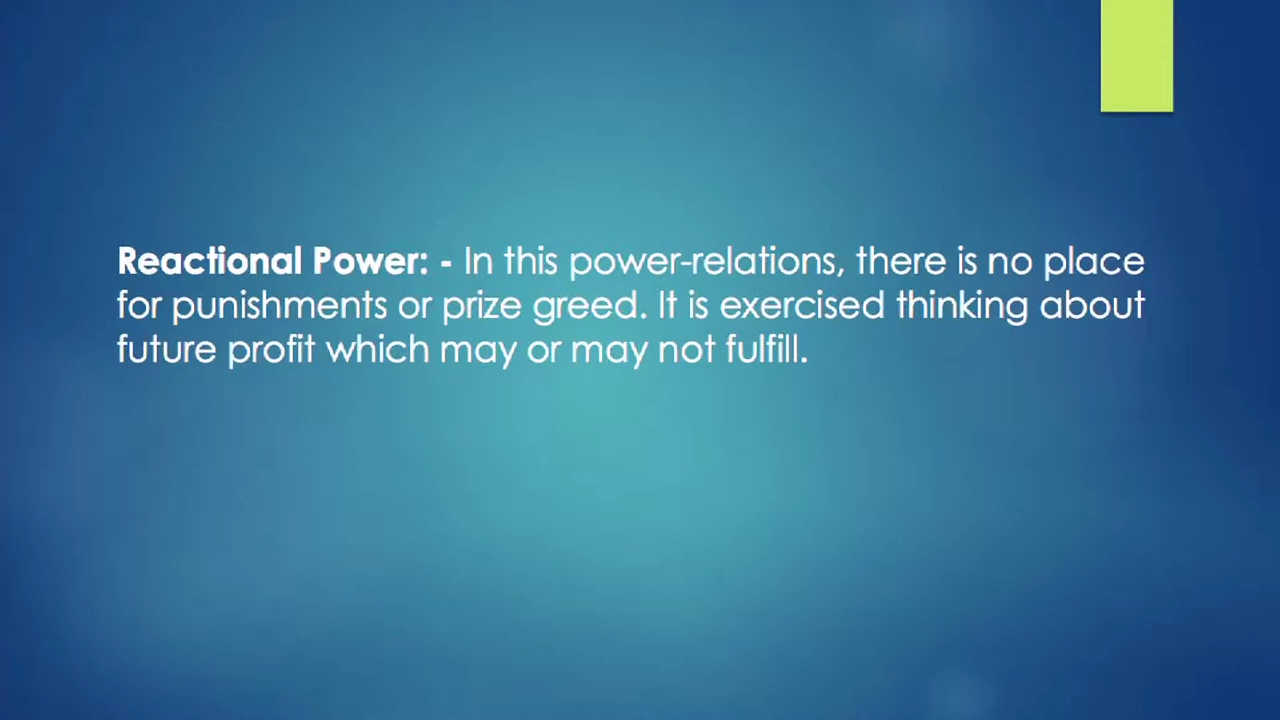 Reactional Power: - In this power-relations, there is no place
for punishments or prize greed. It is exercised thinking about
future profit which may or may not fulfill.